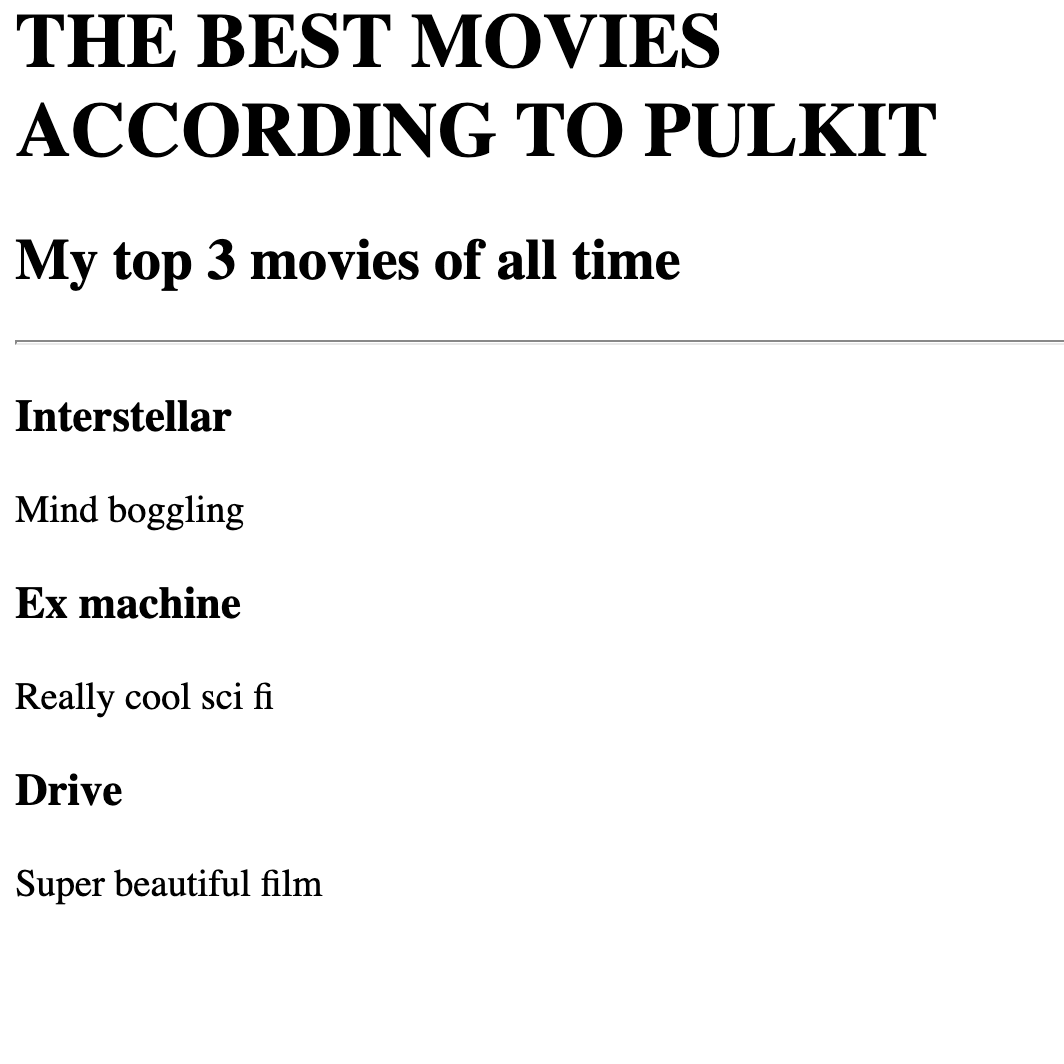 THE BEST MOVIES
ACCORDING TO PULKIT
My top 3 movies of all time
Interstellar
Mind boggling
Ex machine
Really cool sci fi
Drive
Super beautiful film